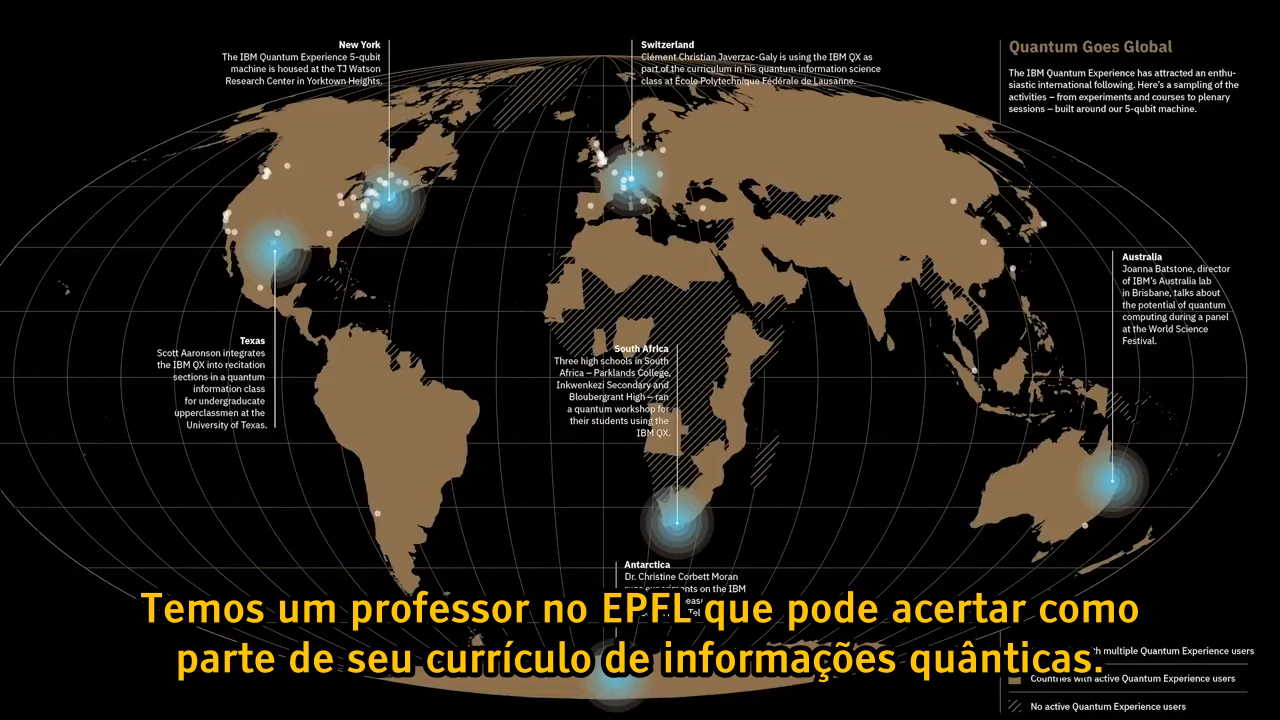 New York
The IBM Quantum Experience 5-qubit
machine is housed at the TJ Watson
Research Center in Yorktown Heights.
Switzerland
Clément Christian Javerzac-Galy is using the IBM QX as
part of the curriculum in his quantum information science
class at École Polytechnique Fédérale de Lausanne.
Quantum Goes Global
The IBM Quantum Experience has attracted an enthu-
siastic international following. Here's a sampling of the
activities – from experiments and courses to plenary
sessions – built around our 5-qubit machine.
Australia
Joanna Batstone, director
of IBM's Australia lab
in Brisbane, talks about
the potential of quantum
computing during a panel
at the World Science
Festival.
Texas
Scott Aaronson integrates
the IBM QX into recitation
sections in a quantum
information class
for undergraduate
upperclassmen at the
University of Texas.
South Africa
Three high schools in South
Africa – Parklands College,
Inkwenkezi Secondary and
Bloubergrant High – ran
a quantum workshop for
their students using the
IBM QX.
Antarctica
Dr. Christine Corbett Moran
experiments on the IBM
Temos um professor no EPFL que pode acertar como
parte de seu currículo de informações quânticas.
multiple Quantum Experience users
Countries with active Quantum Experience users
No active Quantum Experience users